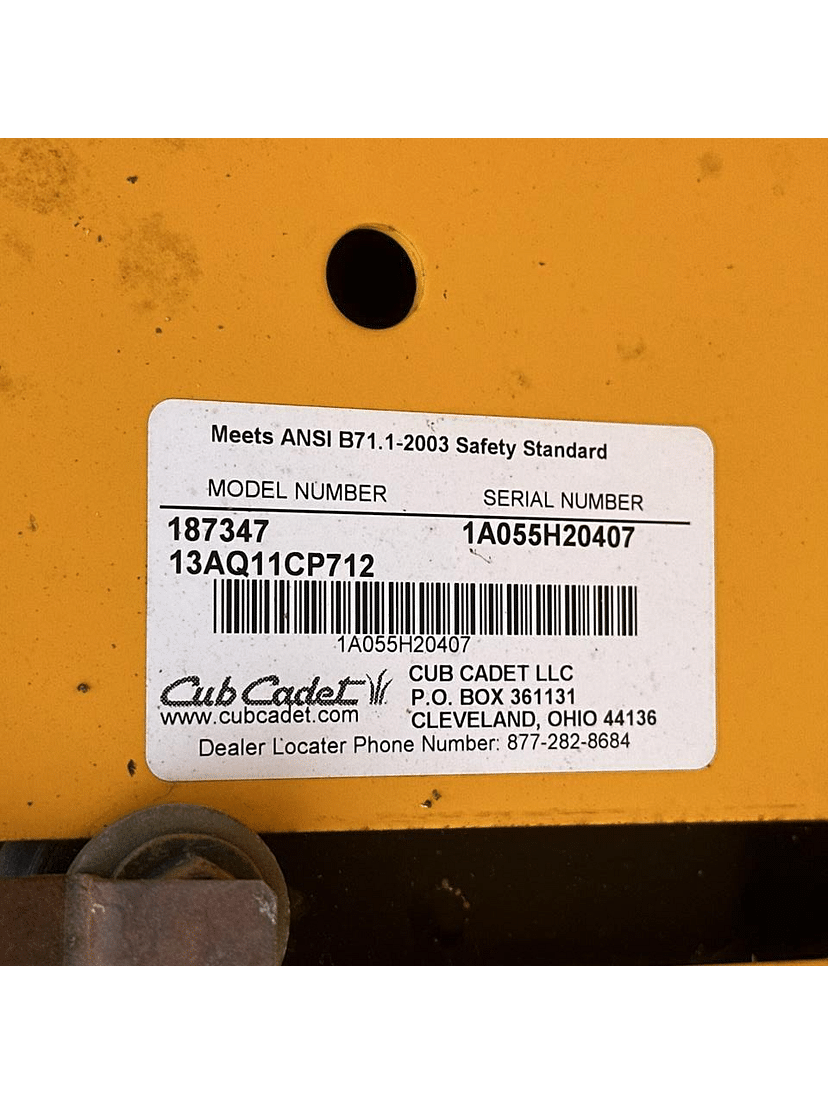 Meets ANSI B71.1-2003 Safety Standard
MODEL NUMBER SERIAL NUMBER
187347 1A055H20407
13AQ11CP712
1A055H20407
Cub Cadet CUB CADET LLC
www.cubcadet.com P.O. BOX 361131
CLEVELAND, OHIO 44136
Dealer Locater Phone Number: 877-282-8684